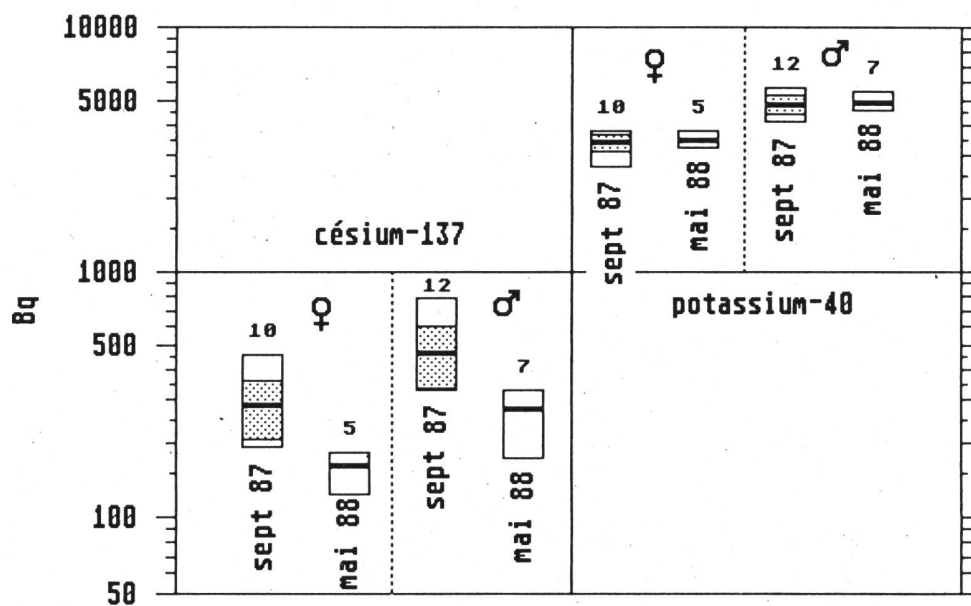 10000
5000
1000
500
100
50
Bq
césium-137
♀
10
sept 87
5
mai 88
♂
12
sept 87
7
mai 88
potassium-40
♀
10
sept 87
5
mai 88
♂
12
sept 87
7
mai 88